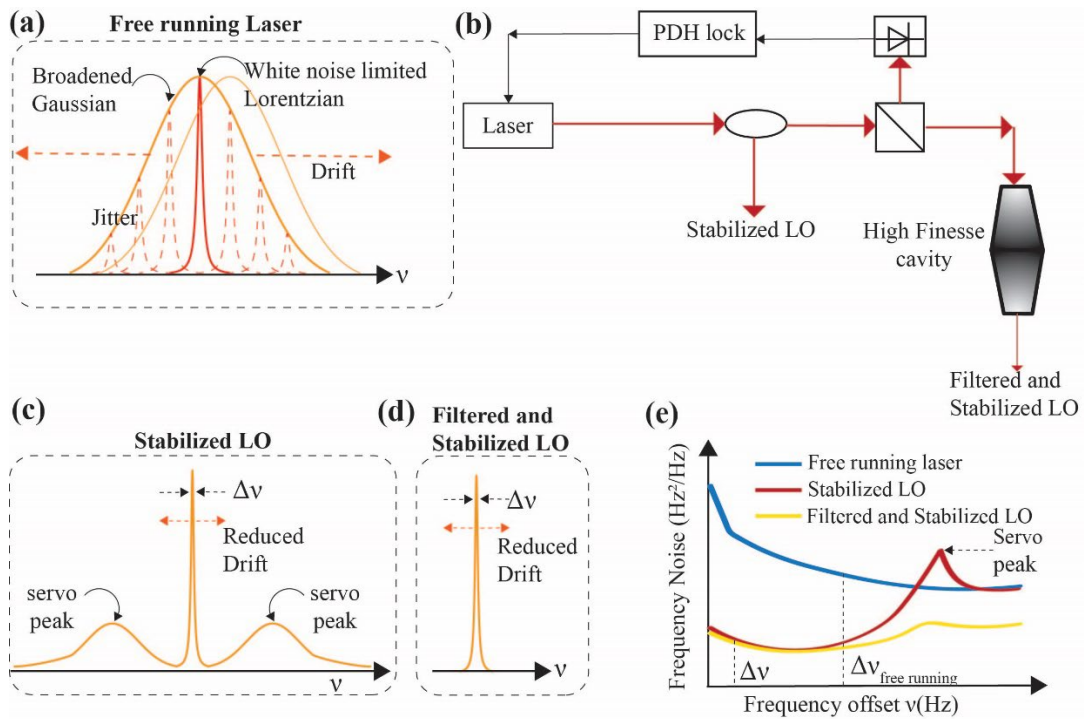 (a)
Free running Laser
Broadened
Gaussian
White noise limited
Lorentzian
Drift
Jitter
ν
(b)
PDH lock
Laser
Stabilized LO
High Finesse
cavity
Filtered and
Stabilized LO
(c)
Stabilized LO
Δν
Reduced
Drift
servo
peak
servo
peak
ν
(d)
Filtered and
Stabilized LO
Δν
Reduced
Drift
ν
(e)
Frequency Noise (Hz²/Hz)
Free running laser
Stabilized LO
Filtered and Stabilized LO
Servo
peak
Δν
Δν free running
Frequency offset ν(Hz)